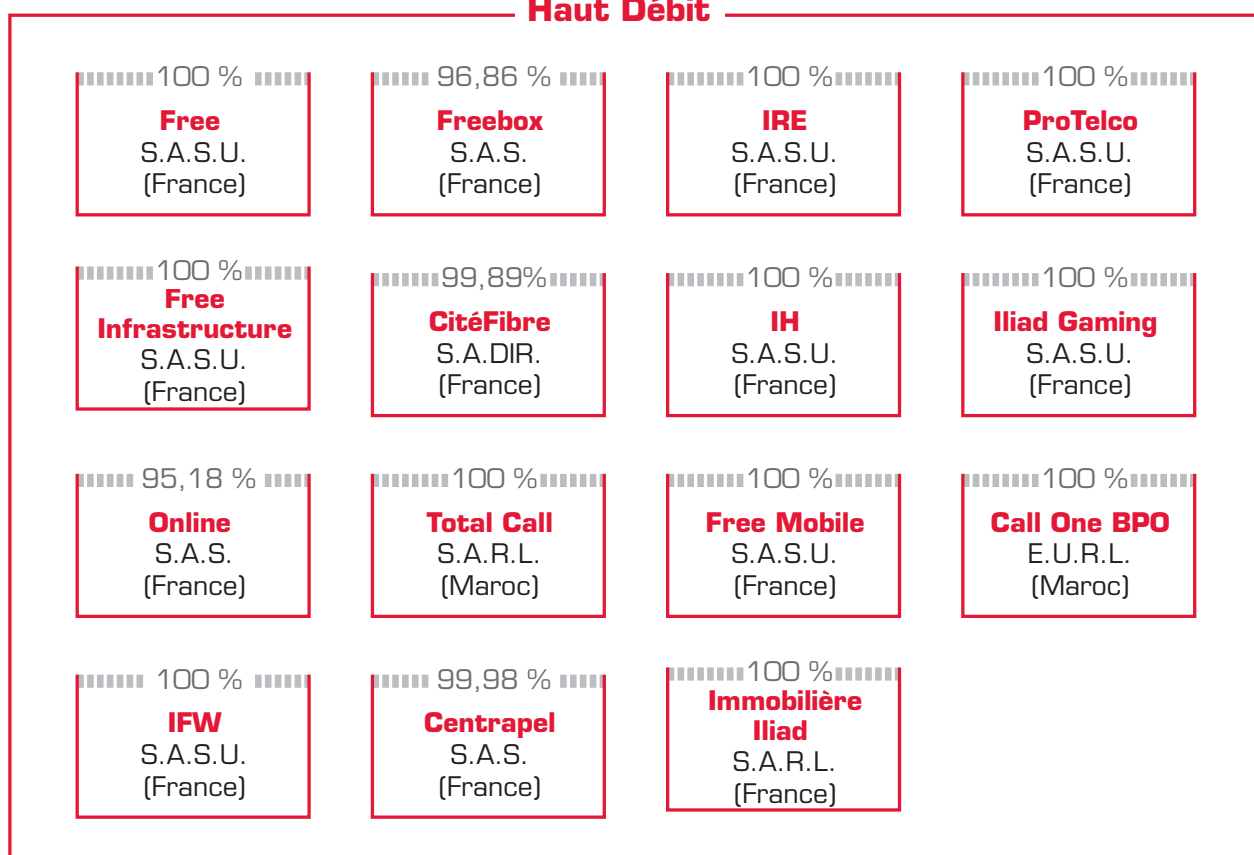 Haut Débit
100 %
Free
S.A.S.U.
(France)
96,86 %
Freebox
S.A.S.
(France)
100 %
IRE
S.A.S.U.
(France)
100 %
ProTelco
S.A.S.U.
(France)
100 %
Free
Infrastructure
S.A.S.U.
(France)
99,89%
CitéFibre
S.A.DIR.
(France)
100 %
IH
S.A.S.U.
(France)
100 %
Iliad Gaming
S.A.S.U.
(France)
95,18 %
Online
S.A.S.
(France)
100 %
Total Call
S.A.R.L.
(Maroc)
100 %
Free Mobile
S.A.S.U.
(France)
100 %
Call One BPO
E.U.R.L.
(Maroc)
100 %
IFW
S.A.S.U.
(France)
99,98 %
Centrapel
S.A.S.
(France)
100 %
Immobilière
Iliad
S.A.R.L.
(France)